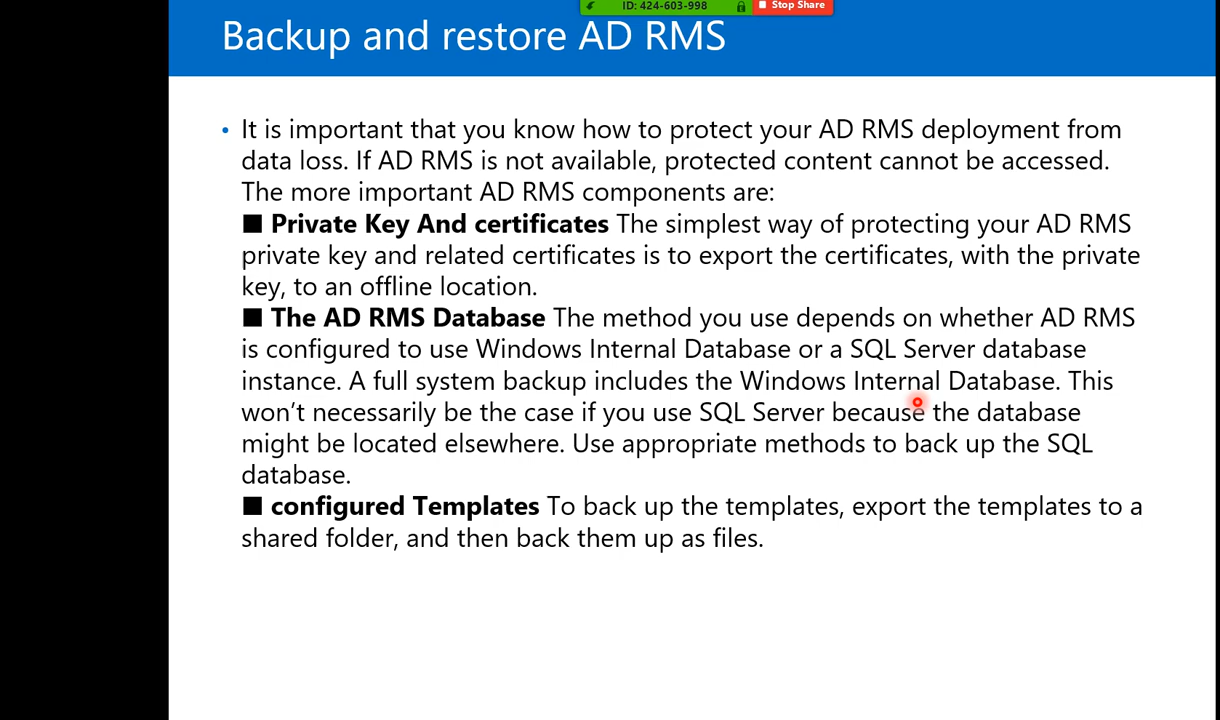 ID: 424-603-998 Stop Share
Backup and restore AD RMS
• It is important that you know how to protect your AD RMS deployment from
data loss. If AD RMS is not available, protected content cannot be accessed.
The more important AD RMS components are:
■ Private Key And certificates The simplest way of protecting your AD RMS
private key and related certificates is to export the certificates, with the private
key, to an offline location.
■ The AD RMS Database The method you use depends on whether AD RMS
is configured to use Windows Internal Database or a SQL Server database
instance. A full system backup includes the Windows Internal Database. This
won’t necessarily be the case if you use SQL Server because the database
might be located elsewhere. Use appropriate methods to back up the SQL
database.
■ configured Templates To back up the templates, export the templates to a
shared folder, and then back them up as files.